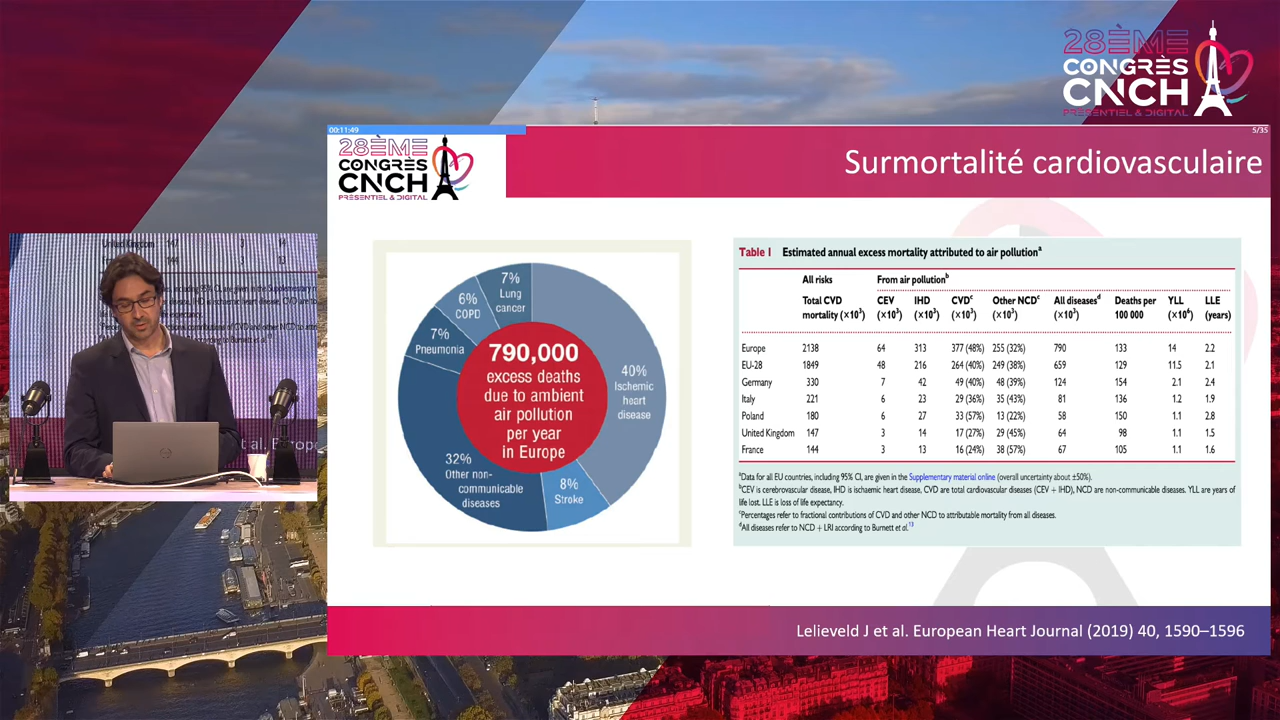 28ÈME
CONGRÈS
CNCH
PRÉSENTIEL & DIGITAL
00:11:49
5/35
28ÈME
CONGRÈS
CNCH
PRÉSENTIEL & DIGITAL
Surmortalité cardiovasculaire
7%
Lung
cancer
6%
COPD
7%
Pneumonia
40%
Ischemic
heart
disease
790,000
excess deaths
due to ambient
air pollution
per year
in Europe
32%
Other non-
communicable
diseases
8%
Stroke
Table 1 Estimated annual excess mortality attributed to air pollutionᵃ
All risks From air pollutionᵇ
Total CVD CEV IHD CVDᶜ Other NCDᶜ All diseasesᵈ Deaths per YLL LLE
mortality (×10³) (×10³) (×10³) (×10³) (×10³) (×10³) 100 000 (×10⁶) (years)
Europe 2138 64 313 377 (48%) 255 (32%) 790 133 14 2.2
EU-28 1849 48 216 264 (40%) 249 (38%) 659 129 11.5 2.1
Germany 330 7 42 49 (40%) 48 (39%) 124 154 2.1 2.4
Italy 221 6 23 29 (36%) 35 (43%) 81 136 1.2 1.9
Poland 180 6 27 33 (57%) 13 (22%) 58 150 1.1 2.8
United Kingdom 147 3 14 17 (27%) 29 (45%) 64 98 1.1 1.5
France 144 3 13 16 (24%) 38 (57%) 67 105 1.1 1.6
ᵃData for all EU countries, including 95% CI, are given in the Supplementary material online (overall uncertainty about ±50%).
ᵇCEV is cerebrovascular disease, IHD is ischaemic heart disease, CVD are total cardiovascular diseases (CEV + IHD), NCD are non-communicable diseases. YLL are years of
life lost. LLE is loss of life expectancy.
ᶜPercentages refer to fractional contributions of CVD and other NCD to attributable mortality from all diseases.
ᵈAll diseases refer to NCD + LRI according to Burnett et al.¹³
Lelieveld J et al. European Heart Journal (2019) 40, 1590–1596